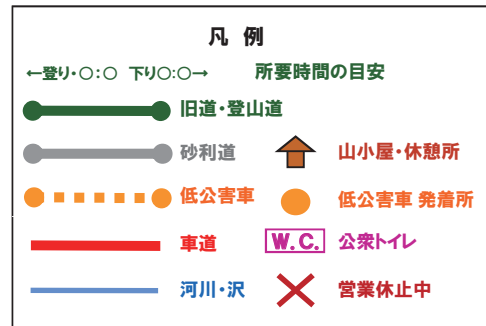 凡 例
←登り・○:○ 下り○:○→ 所要時間の目安
旧道・登山道
砂利道 山小屋・休憩所
低公害車 低公害車 発着所
車道 W.C. 公衆トイレ
河川・沢 営業休止中